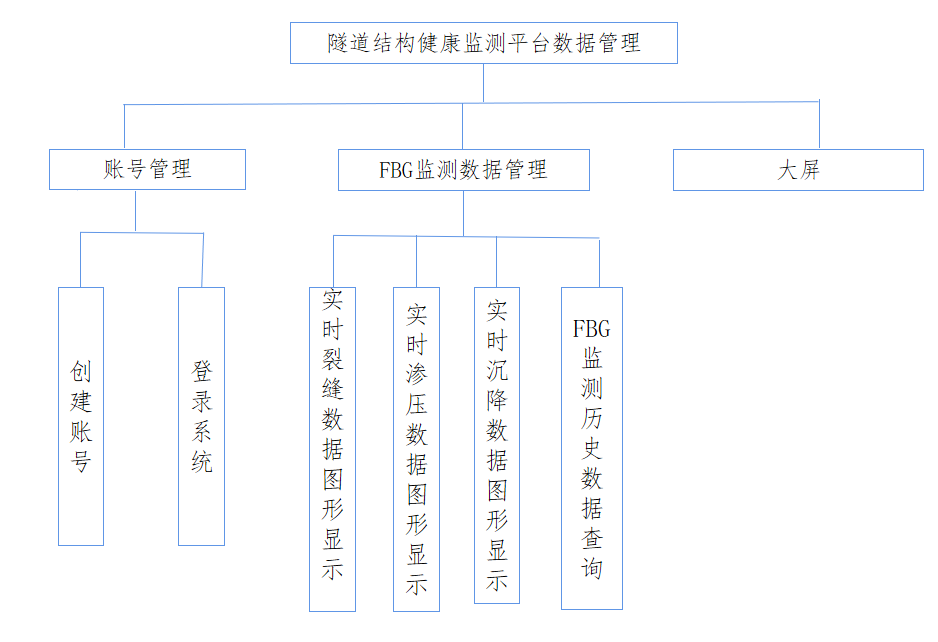 隧道结构健康监测平台数据管理
账号管理
FBG监测数据管理
大屏
创建账号
登录系统
实时裂缝数据图形显示
实时渗压数据图形显示
实时沉降数据图形显示
FBG监测历史数据查询